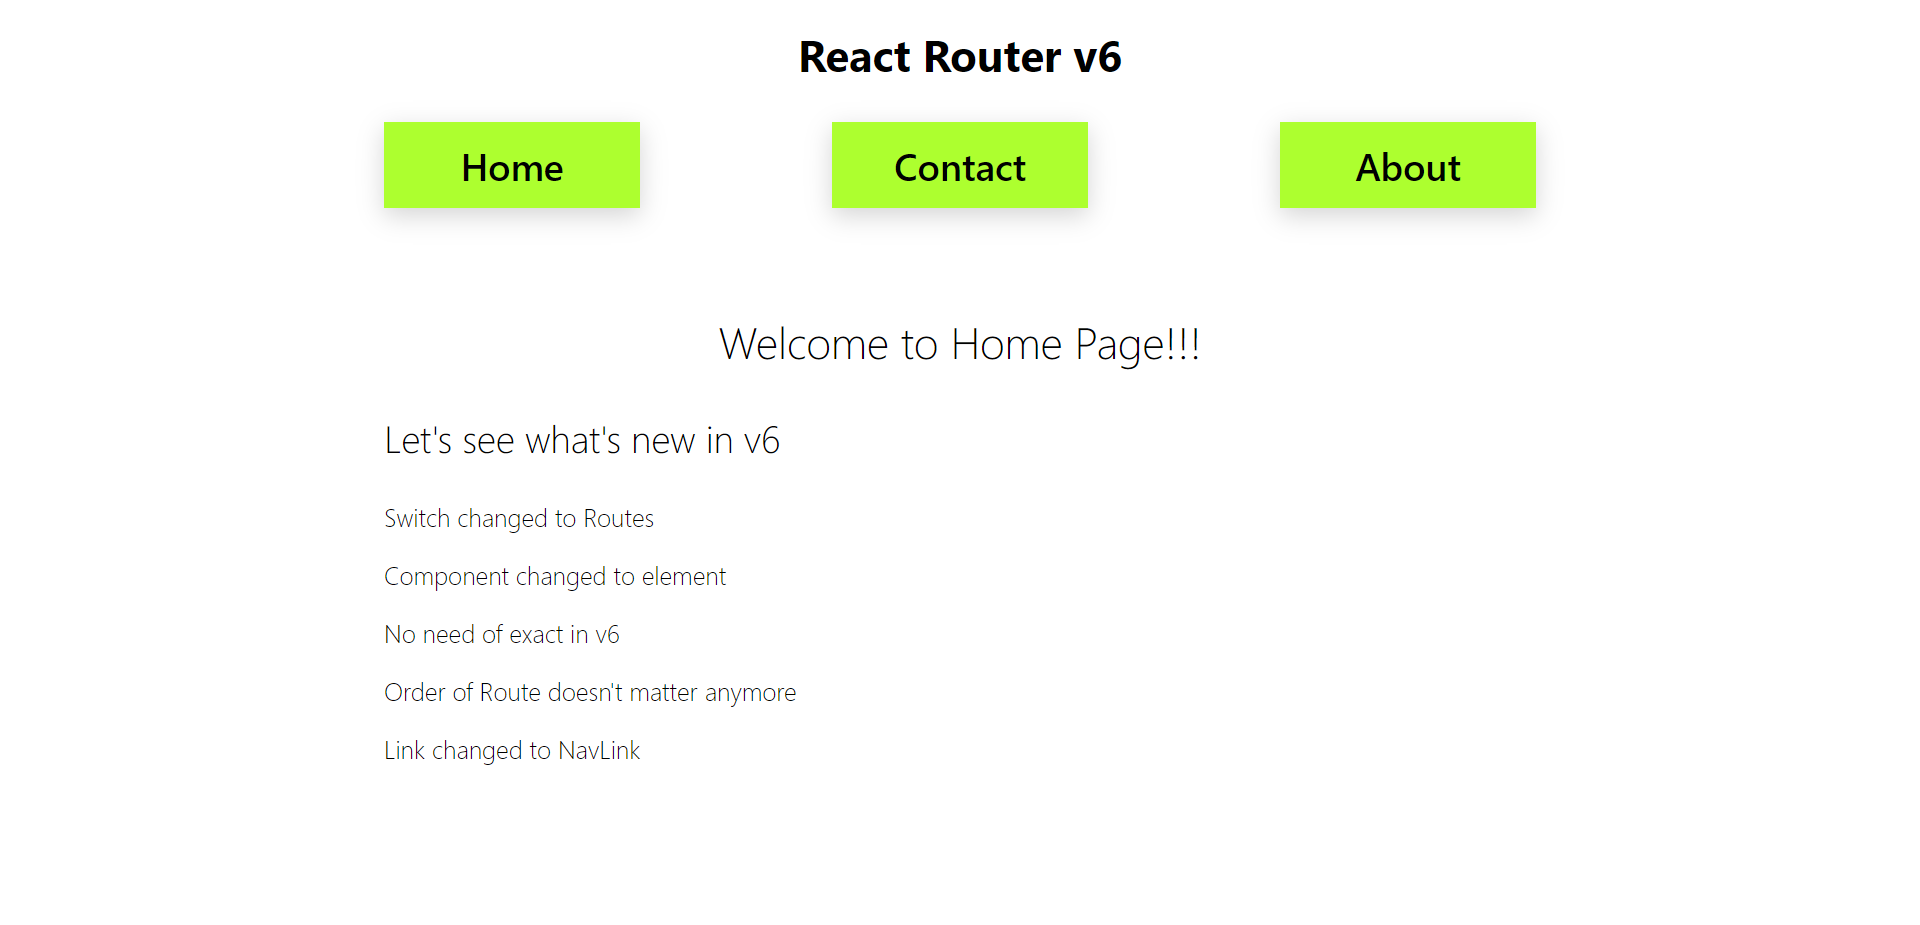 React Router v6
Home
Contact
About
Welcome to Home Page!!!
Let's see what's new in v6
Switch changed to Routes
Component changed to element
No need of exact in v6
Order of Route doesn't matter anymore
Link changed to NavLink